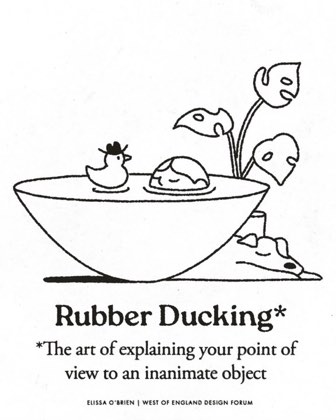 Rubber Ducking*
*The art of explaining your point of
view to an inanimate object
ELISSA O'BRIEN | WEST OF ENGLAND DESIGN FORUM